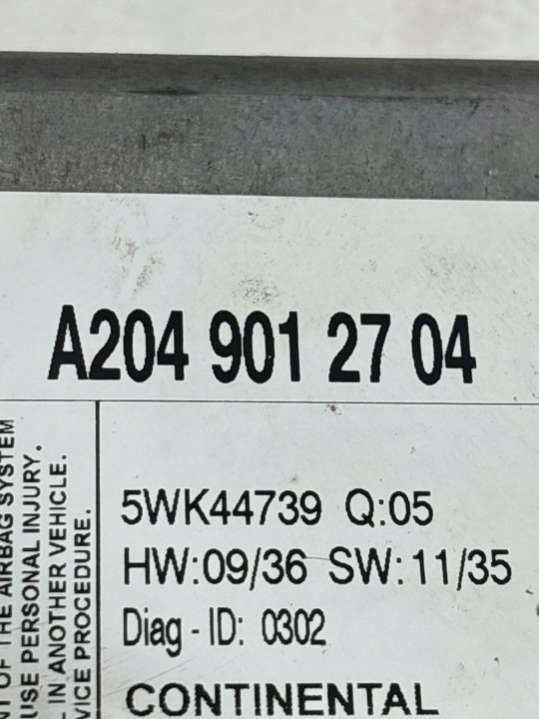 A204 901 27 04
5WK44739 Q:05
HW:09/36 SW:11/35
Diag - ID: 0302
CONTINENTAL
OF THE AIRBAG SYSTEM
USE PERSONAL INJURY.
IN ANOTHER VEHICLE.
VICE PROCEDURE.